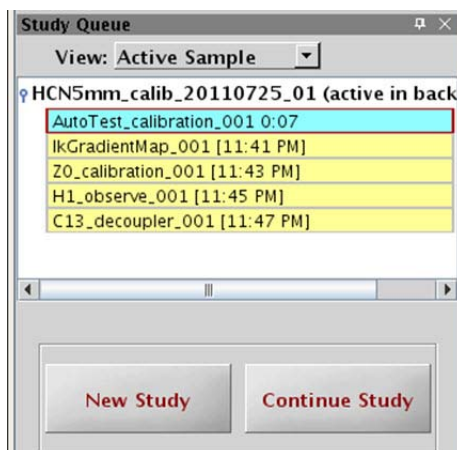 Study Queue
View: Active Sample
HCN5mm_calib_20110725_01 (active in back
AutoTest_calibration_001 0:07
lkGradientMap_001 [11:41 PM]
Z0_calibration_001 [11:43 PM]
H1_observe_001 [11:45 PM]
C13_decoupler_001 [11:47 PM]
New Study
Continue Study